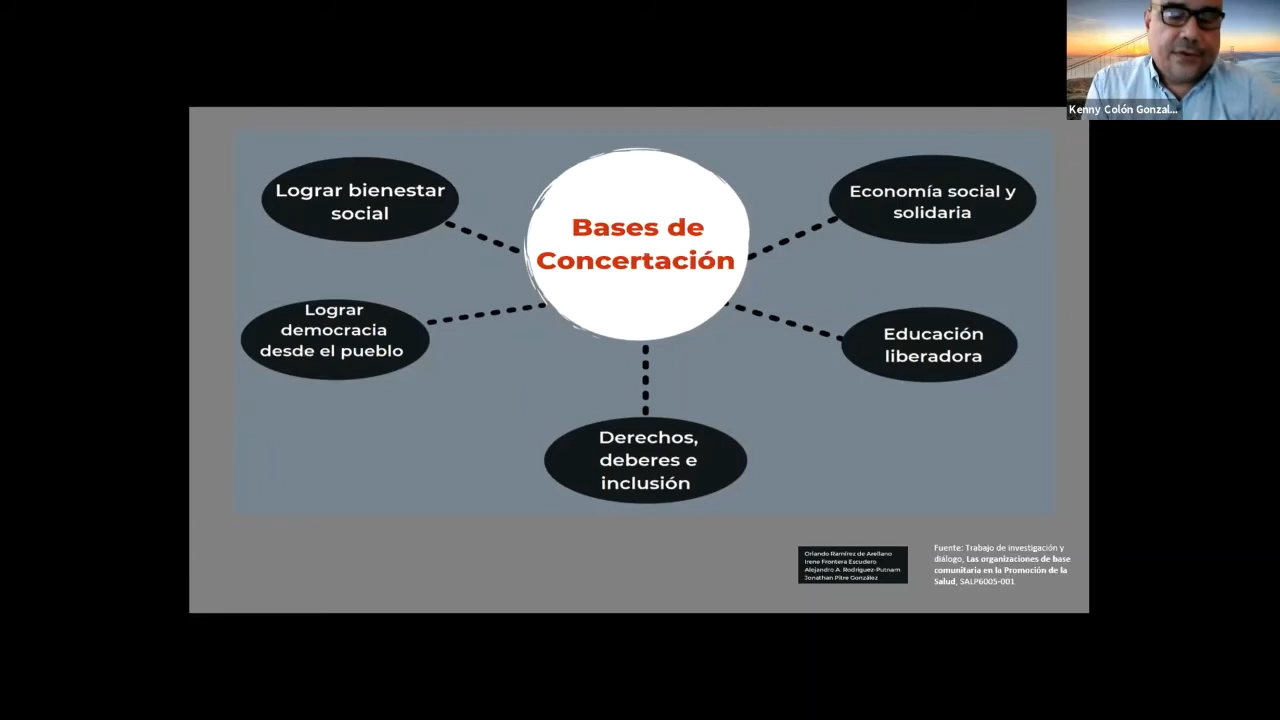 Kenny Colón Gonzal...
Bases de
Concertación
Lograr bienestar
social
Economía social y
solidaria
Lograr
democracia
desde el pueblo
Educación
liberadora
Derechos,
deberes e
inclusión
Orlando Ramírez de Arellano
Irene Frontera Escudero
Alejandro A. Rodriguez-Putnam
Jonathan Pitre González
Fuente: Trabajo de investigación y
diálogo, Las organizaciones de base
comunitaria en la Promoción de la
Salud, SALP6005-001